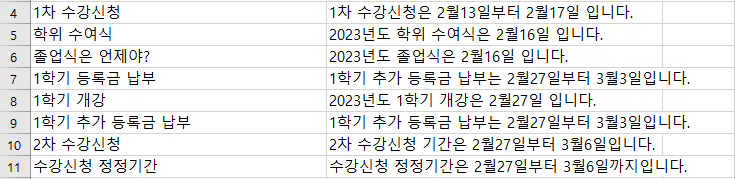 4 1차 수강신청 1차 수강신청은 2월13일부터 2월17일 입니다.
5 학위 수여식 2023년도 학위 수여식은 2월16일 입니다.
6 졸업식은 언제야? 2023년도 졸업식은 2월16일 입니다.
7 1학기 등록금 납부 1학기 추가 등록금 납부는 2월27일부터 3월3일입니다.
8 1학기 개강 2023년도 1학기 개강은 2월27일 입니다.
9 1학기 추가 등록금 납부 1학기 추가 등록금 납부는 2월27일부터 3월3일입니다.
10 2차 수강신청 2차 수강신청 기간은 2월27일부터 3월6일입니다.
11 수강신청 정정기간 수강신청 정정기간은 2월27일부터 3월6일까지입니다.